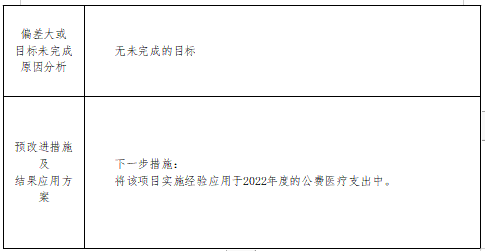 偏差大或
目标未完成
原因分析
无未完成的目标
预改进措施
及
结果应用方
案
下一步措施：
将该项目实施经验应用于2022年度的公费医疗支出中。